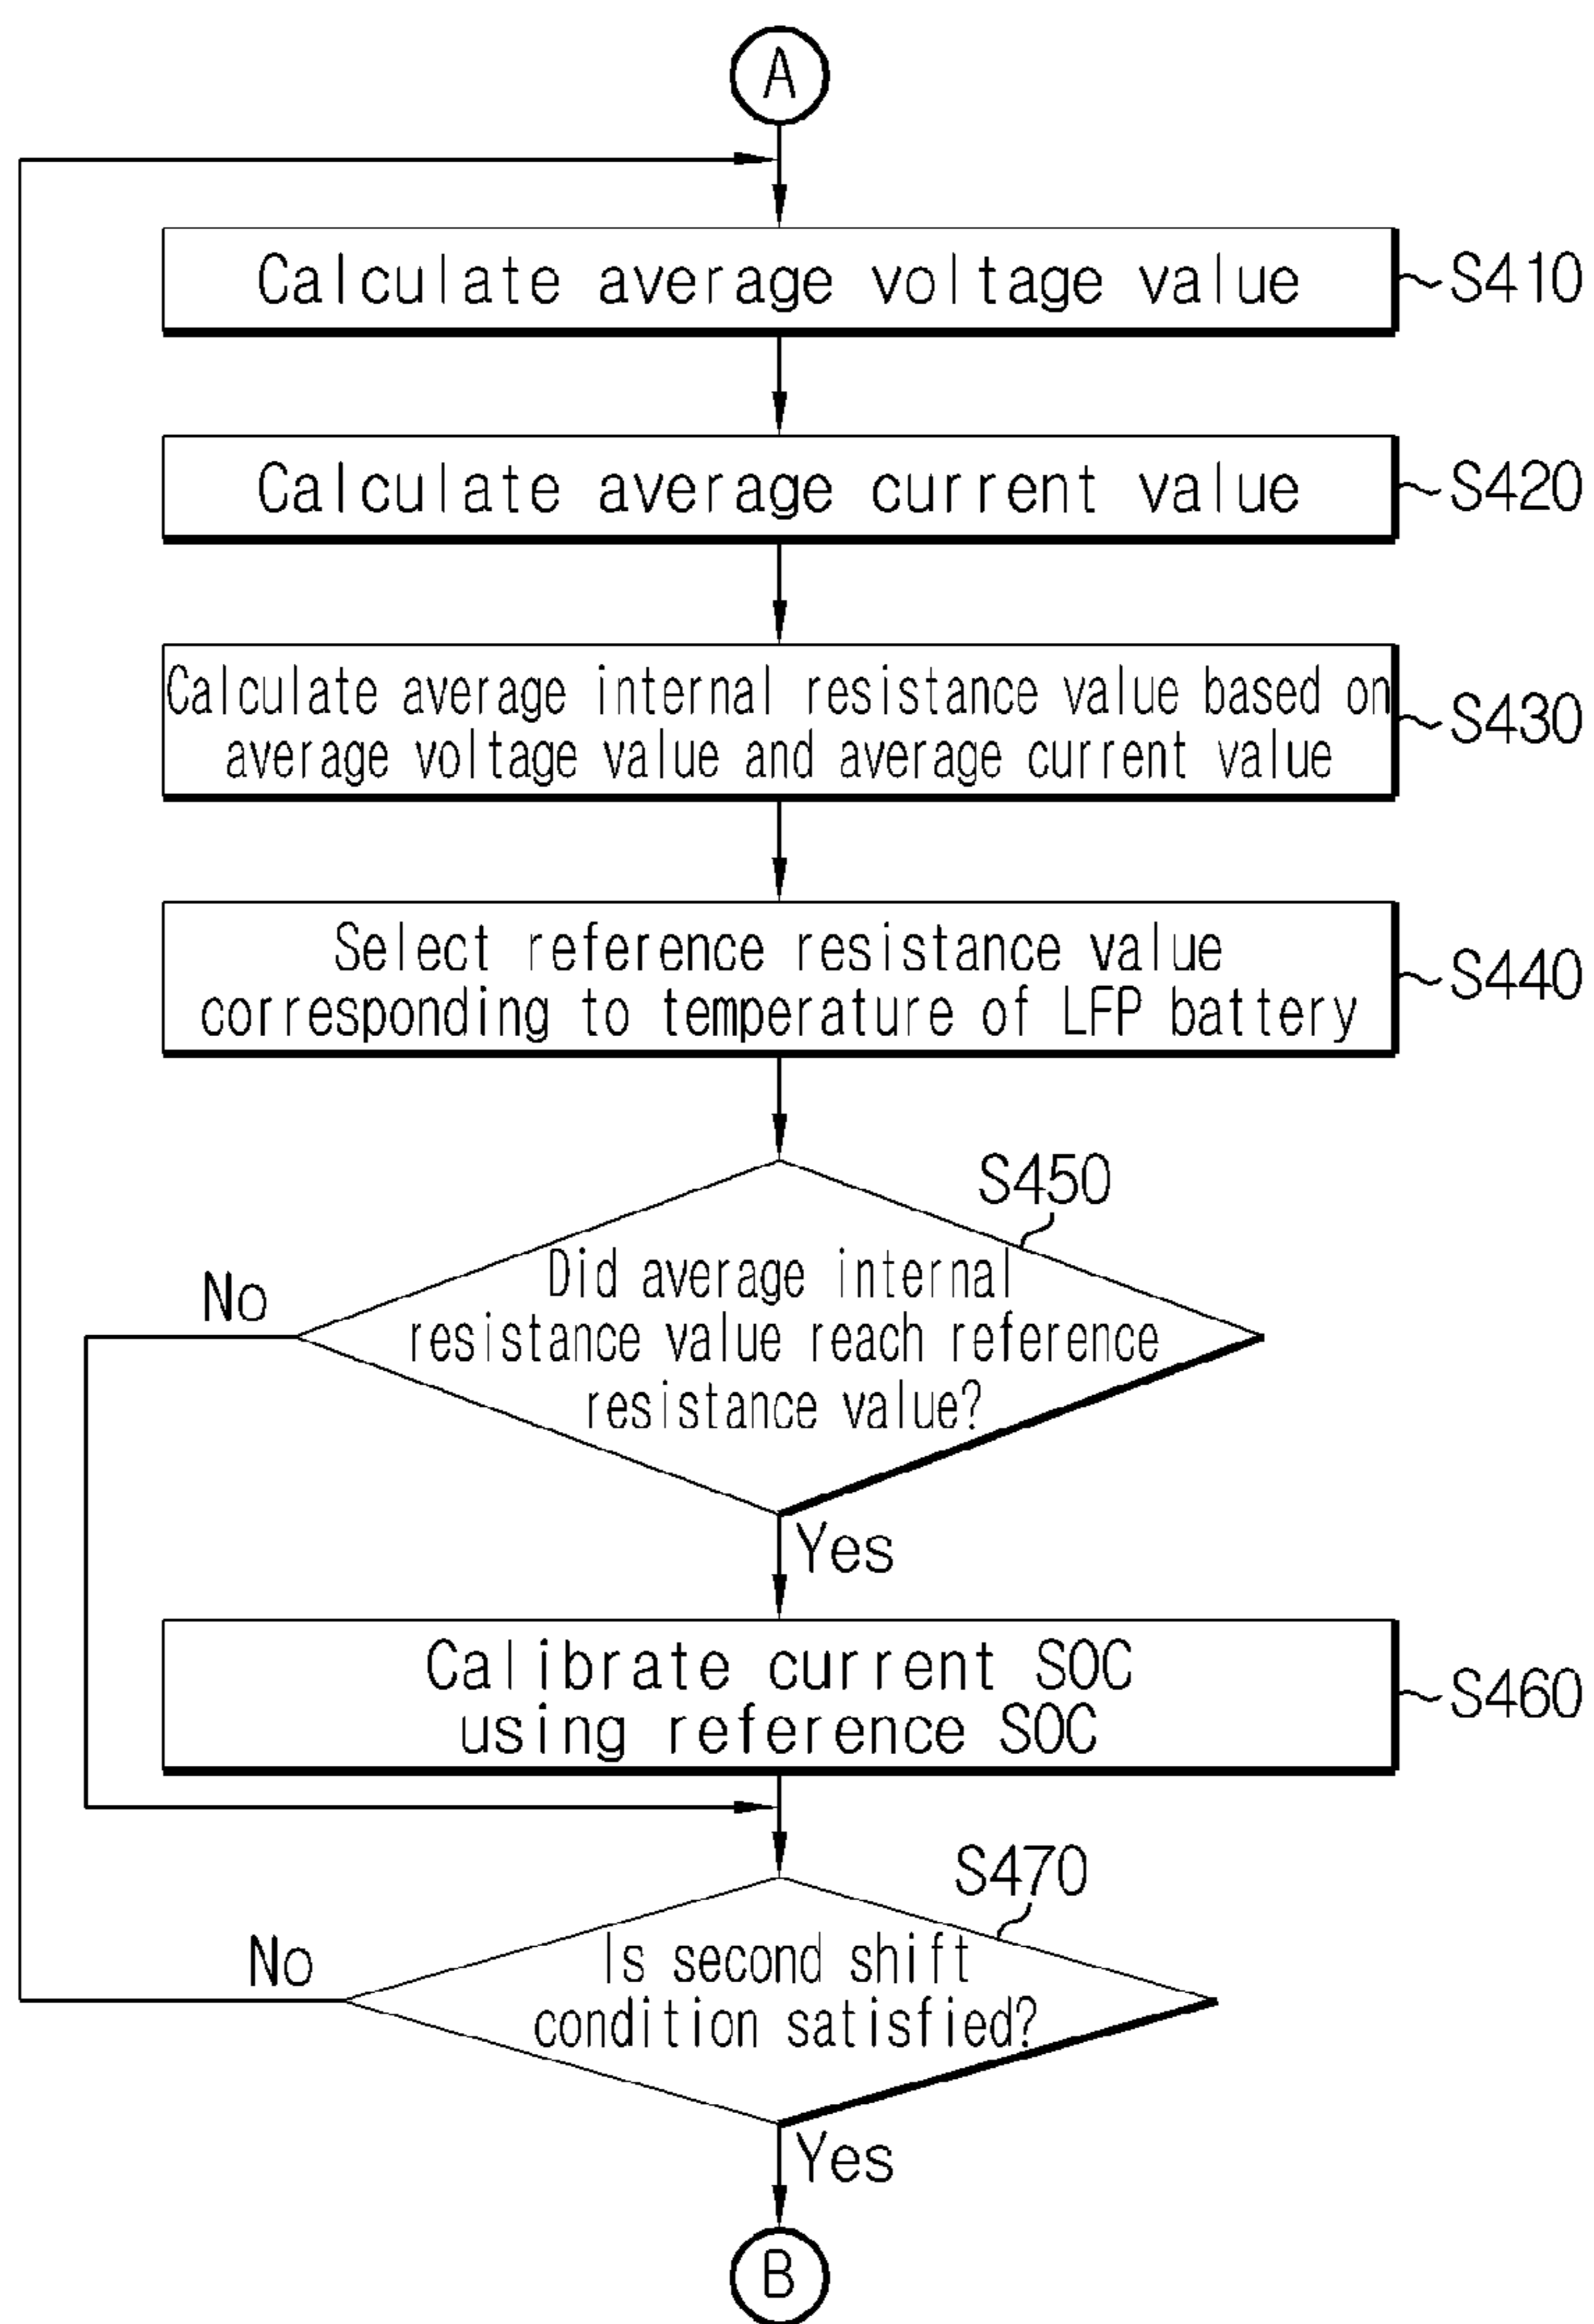 A
Calculate average voltage value
S410
Calculate average current value
S420
Calculate average internal resistance value based on
average voltage value and average current value
S430
Select reference resistance value
corresponding to temperature of LFP battery
S440
S450
Did average internal
resistance value reach reference
resistance value?
No
Yes
Calibrate current SOC
using reference SOC
S460
S470
Is second shift
condition satisfied?
No
Yes
B